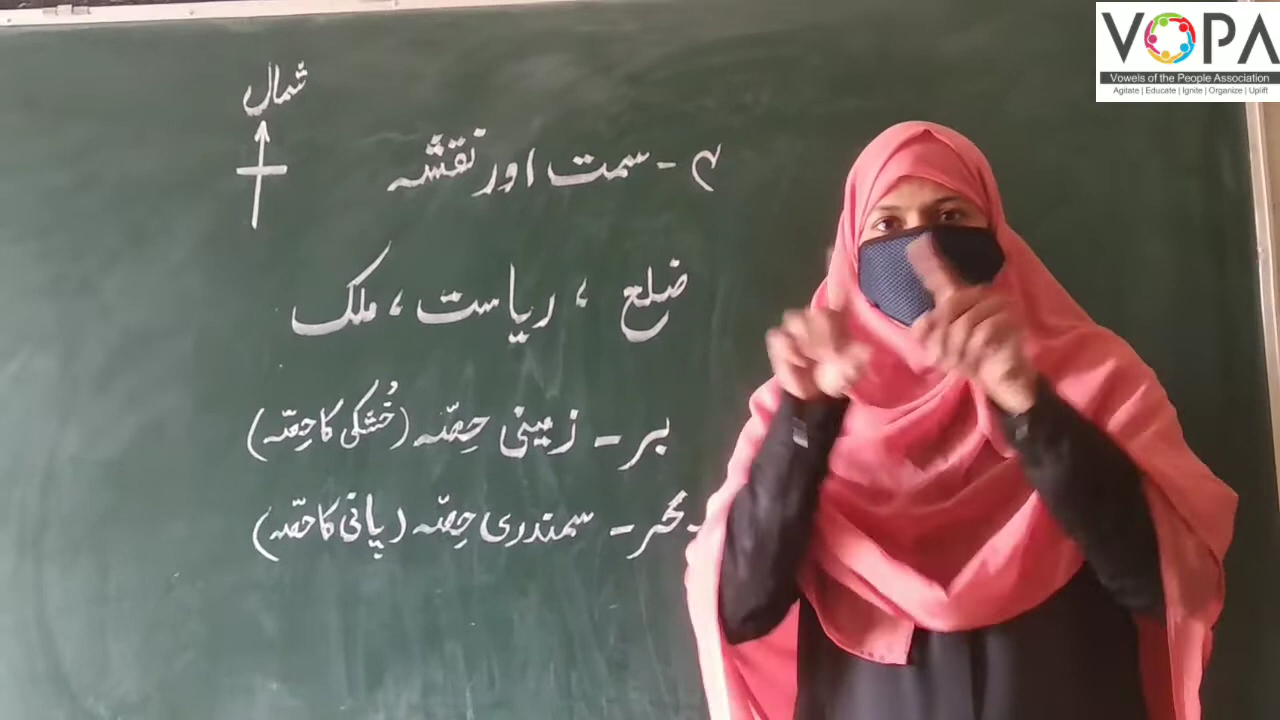 شمال
۴ - سمت اور نقشہ
ضلع ، ریاست ، ملک
بر - زمینی حِصّہ (خُشکی کا حِصّہ)
بحر - سمندری حِصّہ (پانی کا حصّہ)
VOPA
Vowels of the People Association
Agitate | Educate | Ignite | Organize | Uplift